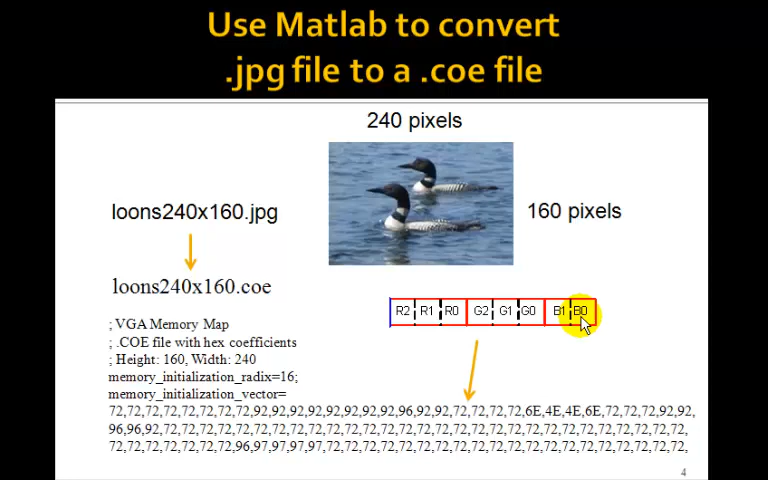 Use Matlab to convert
.jpg file to a .coe file
240 pixels
loons240x160.jpg
160 pixels
loons240x160.coe
R2 R1 R0 G2 G1 G0 B1 B0
; VGA Memory Map
; .COE file with hex coefficients
; Height: 160, Width: 240
memory_initialization_radix=16;
memory_initialization_vector=
72,72,72,72,72,72,72,72,92,92,92,92,92,92,92,92,96,92,92,72,72,72,72,6E,4E,4E,6E,72,72,72,92,92,
96,96,92,72,72,72,72,72,72,72,72,72,72,72,72,72,72,72,72,72,72,72,72,72,72,72,72,72,72,72,72,72,
72,72,72,72,72,72,72,96,97,97,97,97,72,72,72,72,72,72,72,72,72,72,72,72,72,72,72,72,72,72,72,72,
4